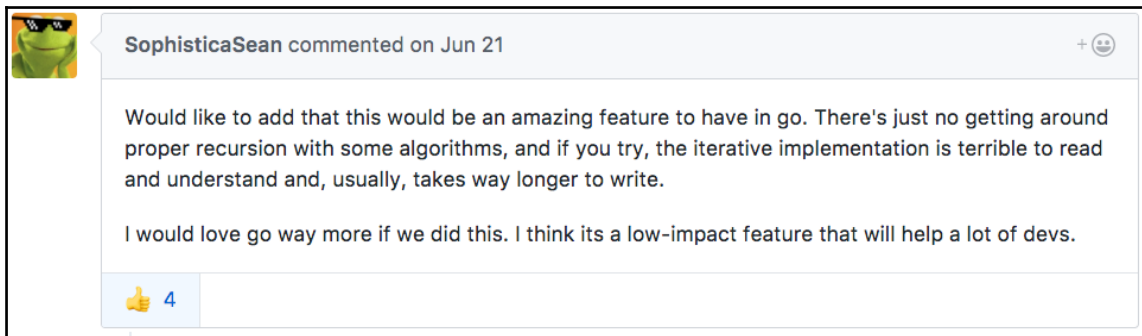 SophisticaSean commented on Jun 21
+
Would like to add that this would be an amazing feature to have in go. There's just no getting around
proper recursion with some algorithms, and if you try, the iterative implementation is terrible to read
and understand and, usually, takes way longer to write.
I would love go way more if we did this. I think its a low-impact feature that will help a lot of devs.
👍 4